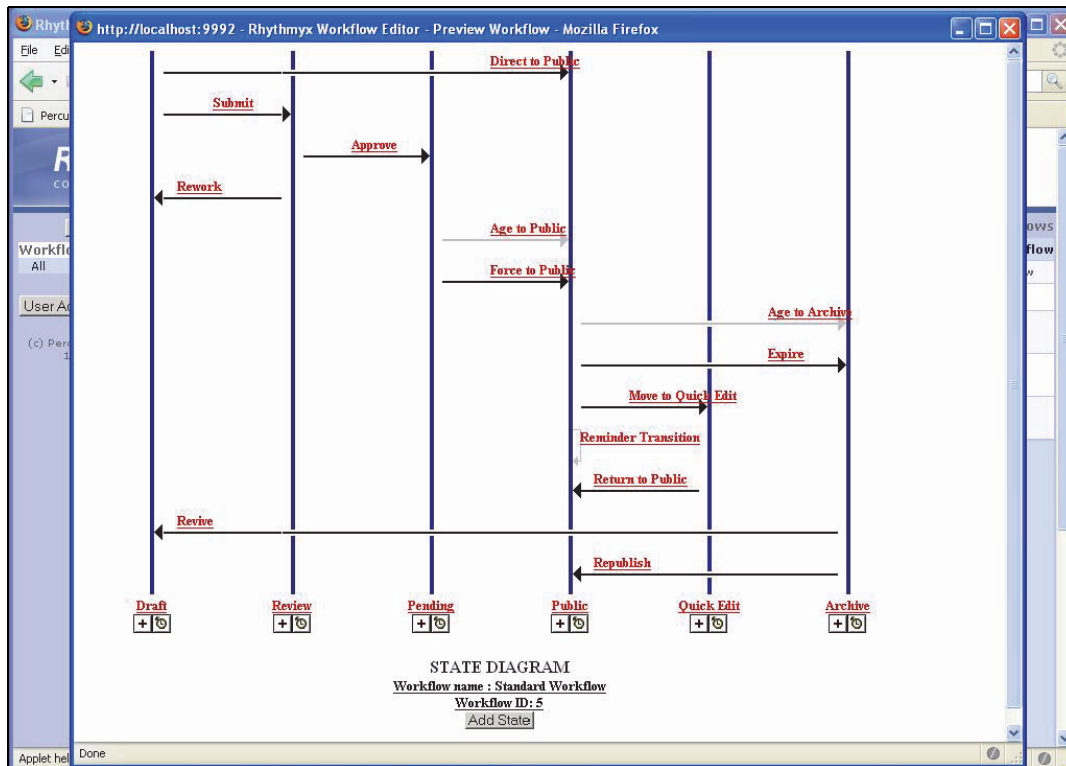 http://localhost:9992 - Rhythmyx Workflow Editor - Preview Workflow - Mozilla Firefox
File
Direct to Public
Submit
Approve
Rework
Age to Public
Force to Public
Age to Archive
Expire
Move to Quick Edit
Reminder Transition
Return to Public
Revive
Republish
Draft
Review
Pending
Public
Quick Edit
Archive
STATE DIAGRAM
Workflow name : Standard Workflow
Workflow ID: 5
Add State
Done
All
(c)
Applet